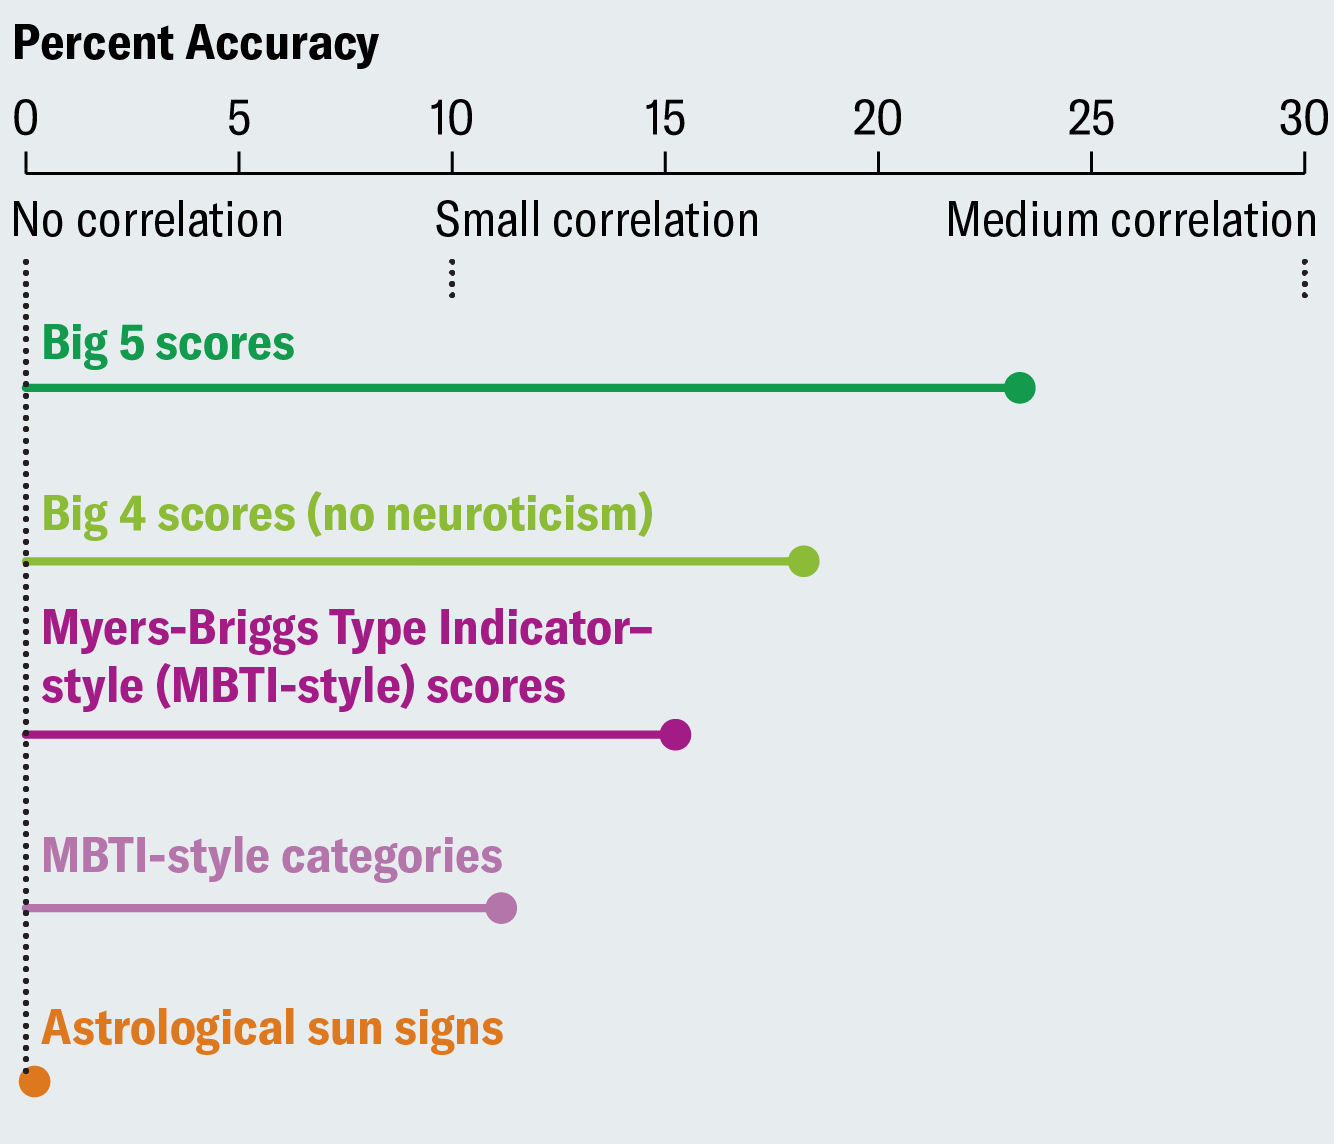 Percent Accuracy
0 5 10 15 20 25 30
No correlation Small correlation Medium correlation
Big 5 scores
Big 4 scores (no neuroticism)
Myers-Briggs Type Indicator–
style (MBTI-style) scores
MBTI-style categories
Astrological sun signs